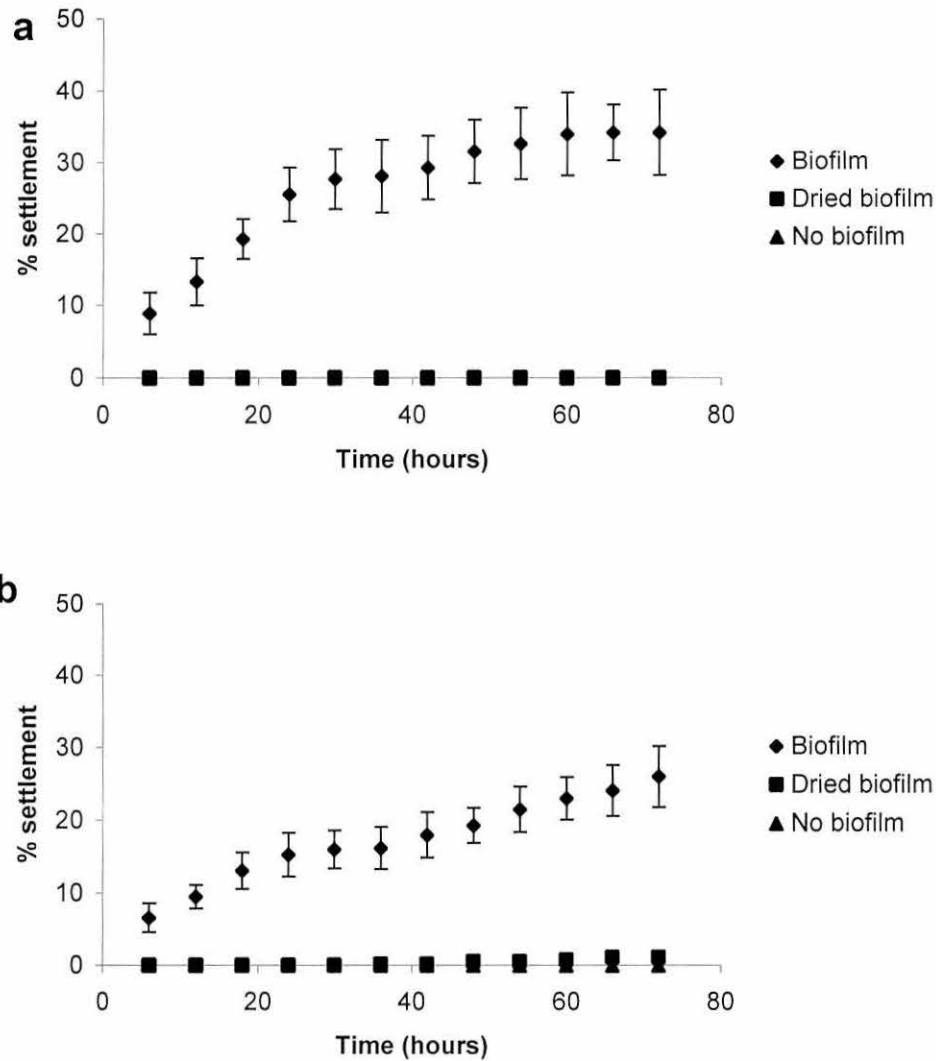 a
50
40
30
20
10
0
% settlement
0 20 40 60 80
Time (hours)
Biofilm
Dried biofilm
No biofilm
b
50
40
30
20
10
0
% settlement
0 20 40 60 80
Time (hours)
Biofilm
Dried biofilm
No biofilm